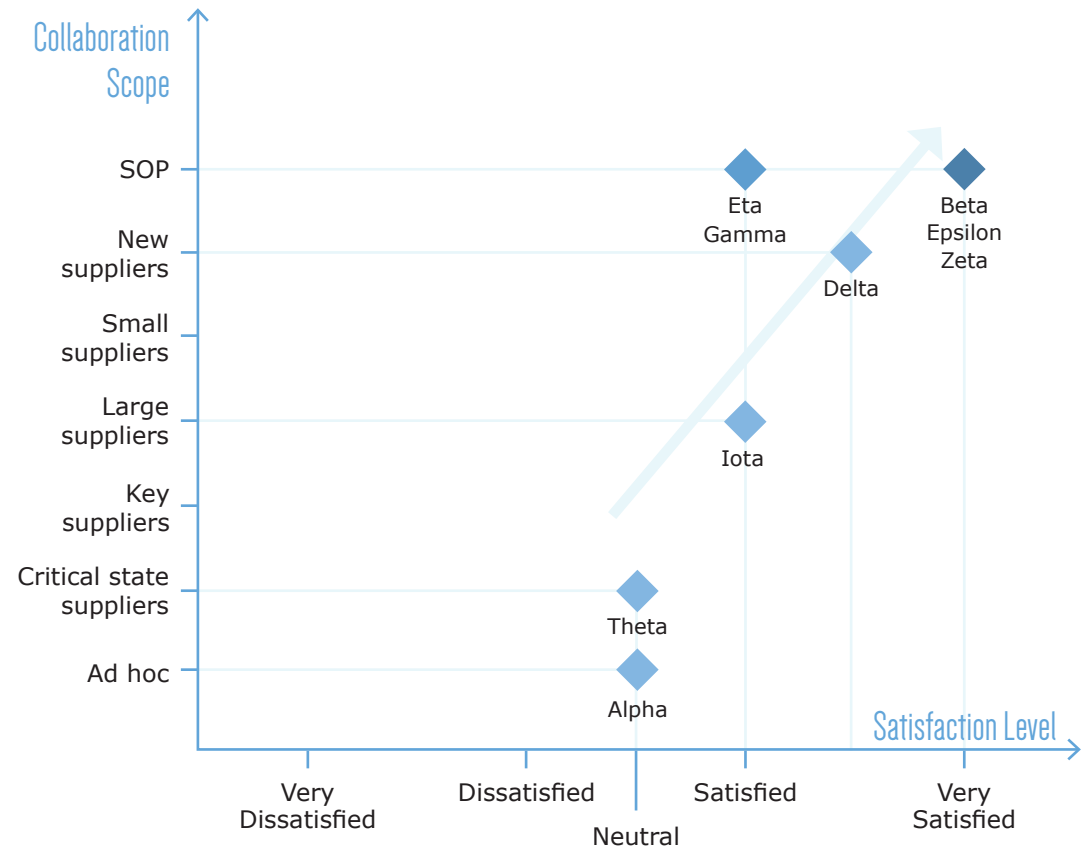 Collaboration
Scope
SOP
New
suppliers
Small
suppliers
Large
suppliers
Key
suppliers
Critical state
suppliers
Ad hoc
Eta
Gamma
Beta
Epsilon
Zeta
Delta
Iota
Theta
Alpha
Satisfaction Level
Very
Dissatisfied
Dissatisfied
Neutral
Satisfied
Very
Satisfied